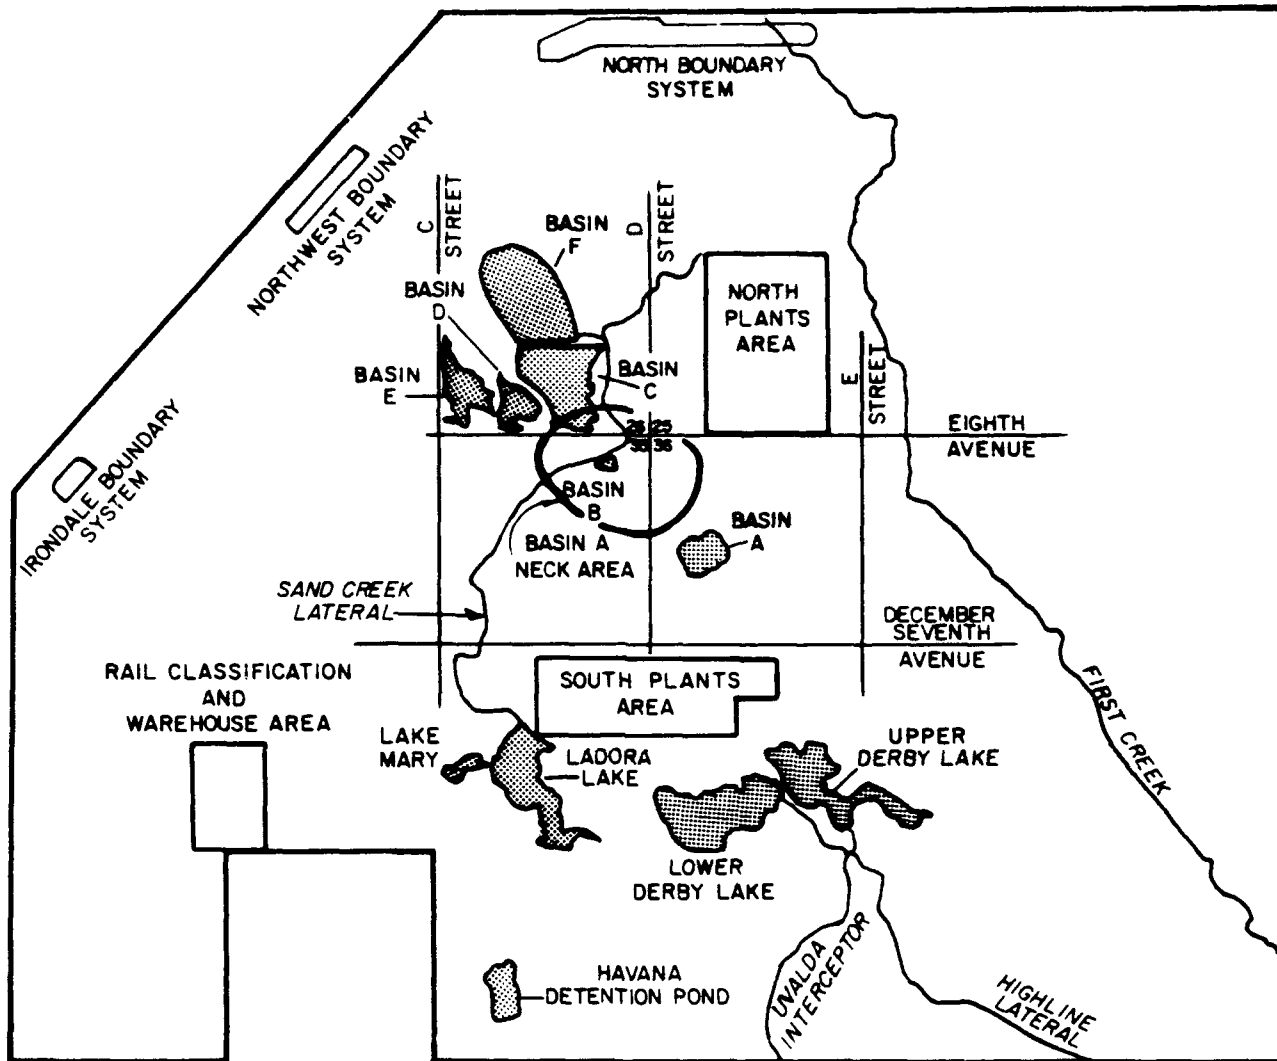 NORTH BOUNDARY
SYSTEM
NORTHWEST BOUNDARY
SYSTEM
C
STREET
BASIN
F
D
STREET
BASIN
D
NORTH
PLANTS
AREA
BASIN
E
BASIN
C
E
STREET
26 25
35 36
EIGHTH
AVENUE
IRONDALE BOUNDARY
SYSTEM
BASIN
B
BASIN
A
BASIN A
NECK AREA
SAND CREEK
LATERAL
DECEMBER
SEVENTH
AVENUE
RAIL CLASSIFICATION
AND
WAREHOUSE AREA
SOUTH PLANTS
AREA
FIRST CREEK
LAKE
MARY
LADORA
LAKE
UPPER
DERBY LAKE
LOWER
DERBY LAKE
HAVANA
DETENTION POND
UVALDA
INTERCEPTOR
HIGHLINE
LATERAL